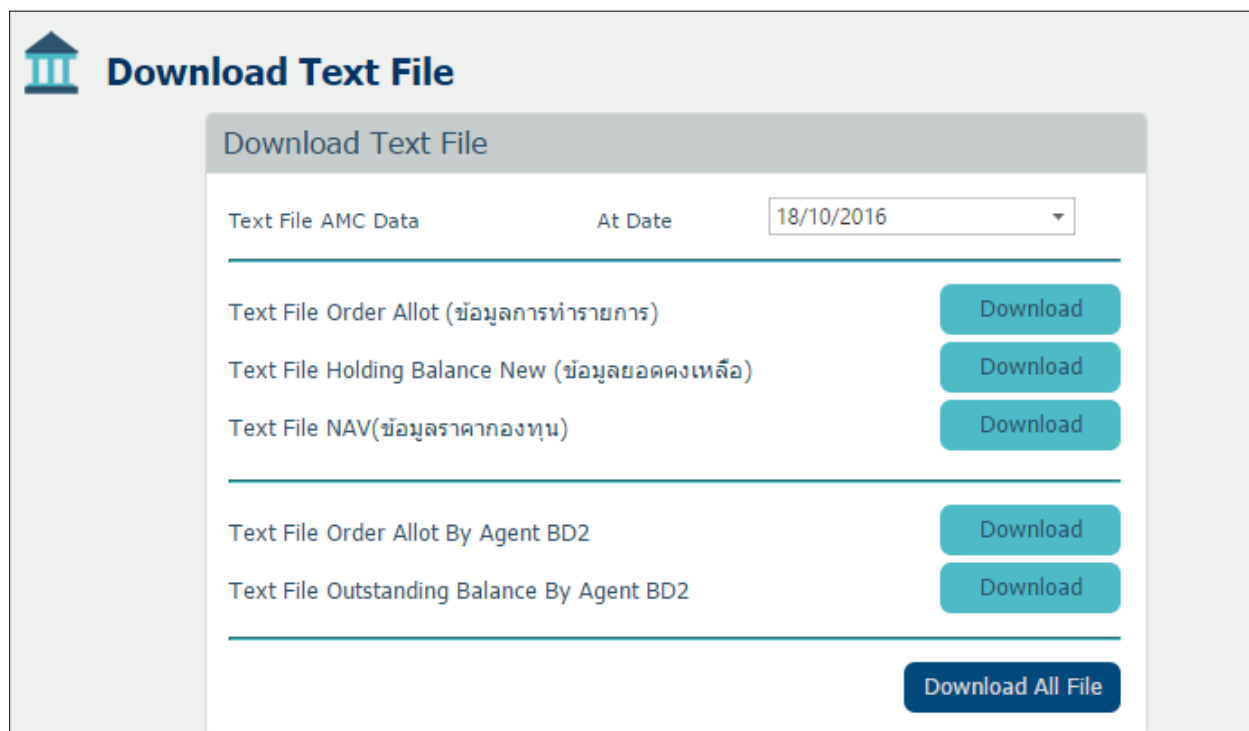 Download Text File
Download Text File
Text File AMC Data At Date 18/10/2016
Text File Order Allot (ข้อมูลการทำรายการ) Download
Text File Holding Balance New (ข้อมูลยอดคงเหลือ) Download
Text File NAV(ข้อมูลราคากองทุน) Download
Text File Order Allot By Agent BD2 Download
Text File Outstanding Balance By Agent BD2 Download
Download All File